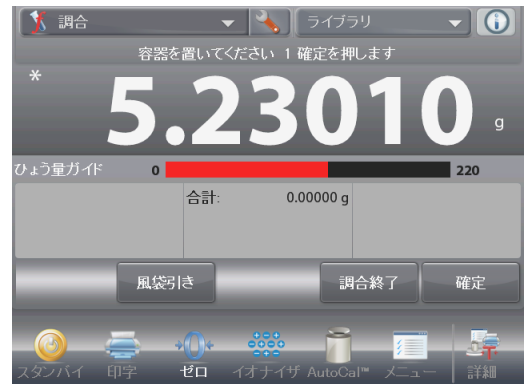 調合 ライブラリ
容器を置いてください 1 確定を押します
* 5.23010 g
ひょう量ガイド 0 220
合計: 0.00000 g
風袋引き 調合終了 確定
スタンバイ 印字 ゼロ イオナイザ AutoCal™ メニュー 詳細